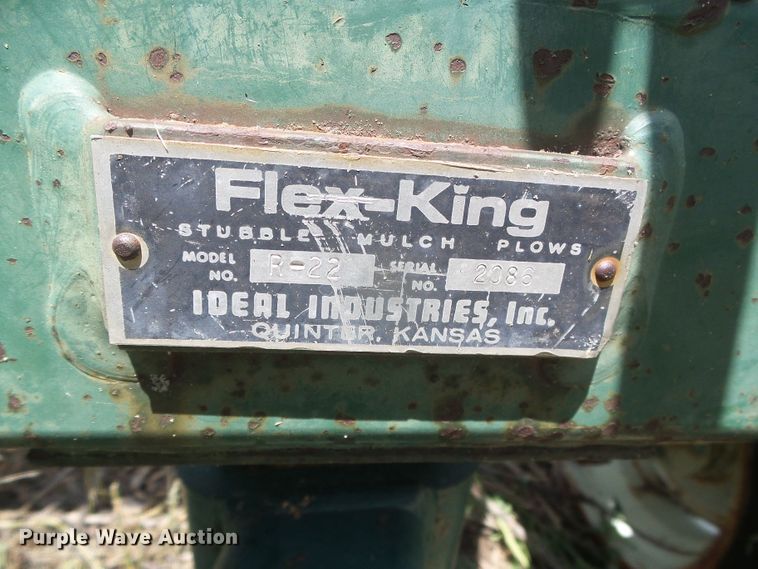 Flex-King
STUBBLE MULCH PLOWS
MODEL NO. R-22 SERIAL NO. 2086
IDEAL INDUSTRIES, Inc.
QUINTER, KANSAS
Purple Wave Auction